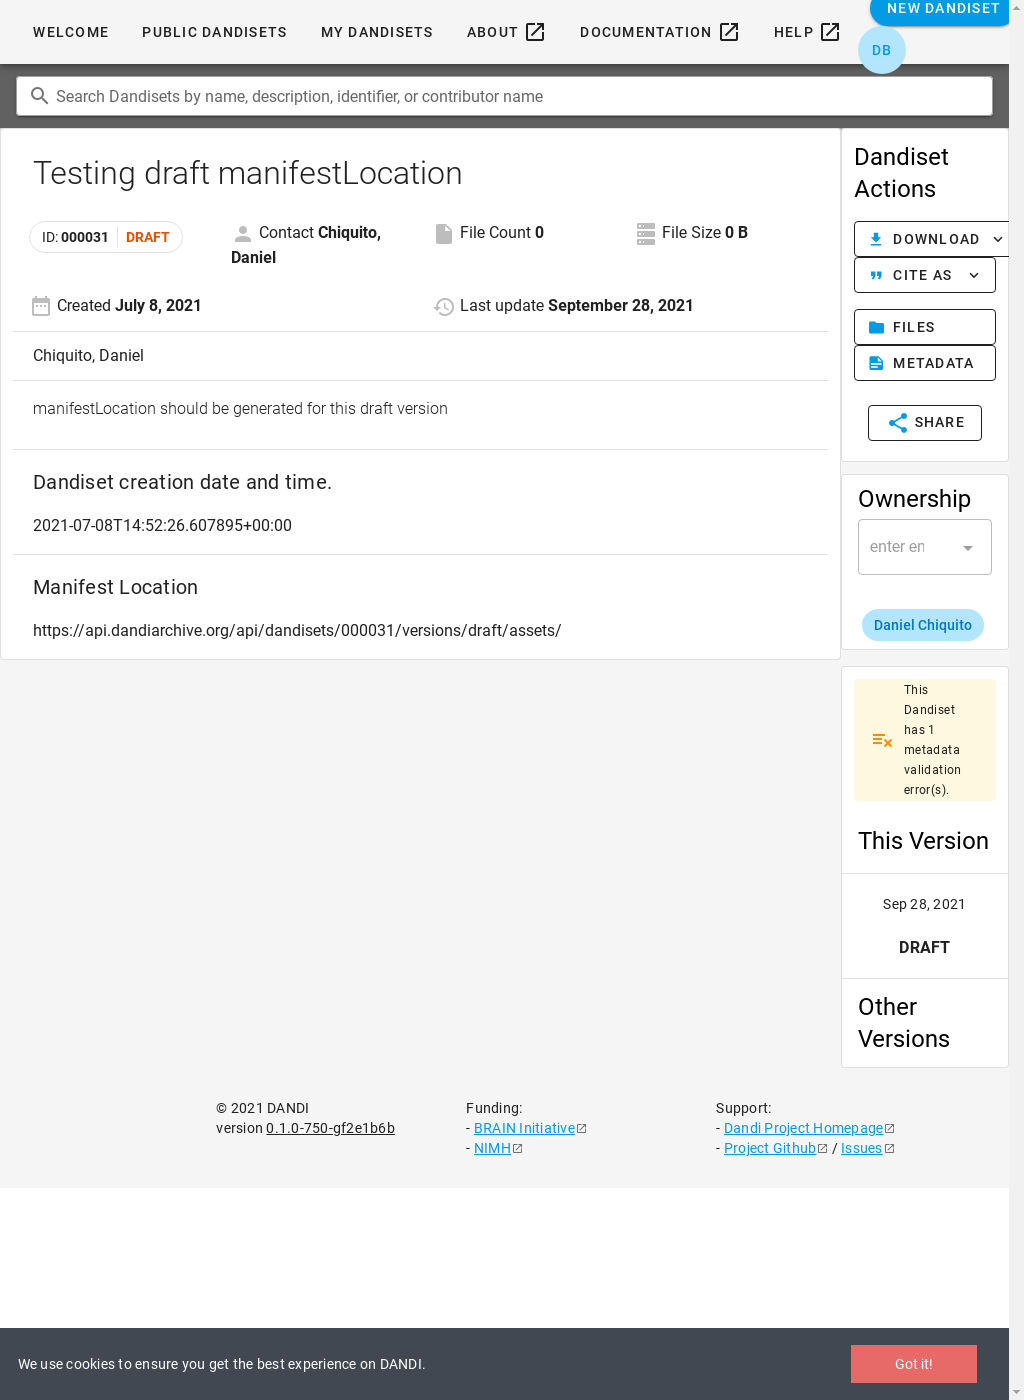 WELCOME PUBLIC DANDISETS MY DANDISETS ABOUT DOCUMENTATION HELP NEW DANDISET
DB
Search Dandisets by name, description, identifier, or contributor name
Testing draft manifestLocation
ID: 000031 DRAFT
Contact Chiquito,
Daniel
File Count 0
File Size 0 B
Created July 8, 2021
Last update September 28, 2021
Chiquito, Daniel
manifestLocation should be generated for this draft version
Dandiset creation date and time.
2021-07-08T14:52:26.607895+00:00
Manifest Location
https://api.dandiarchive.org/api/dandisets/000031/versions/draft/assets/
Dandiset
Actions
DOWNLOAD
CITE AS
FILES
METADATA
SHARE
Ownership
enter en
Daniel Chiquito
This
Dandiset
has 1
metadata
validation
error(s).
This Version
Sep 28, 2021
DRAFT
Other
Versions
© 2021 DANDI
version 0.1.0-750-gf2e1b6b
Funding:
- BRAIN Initiative
- NIMH
Support:
- Dandi Project Homepage
- Project Github / Issues
We use cookies to ensure you get the best experience on DANDI.
Got it!